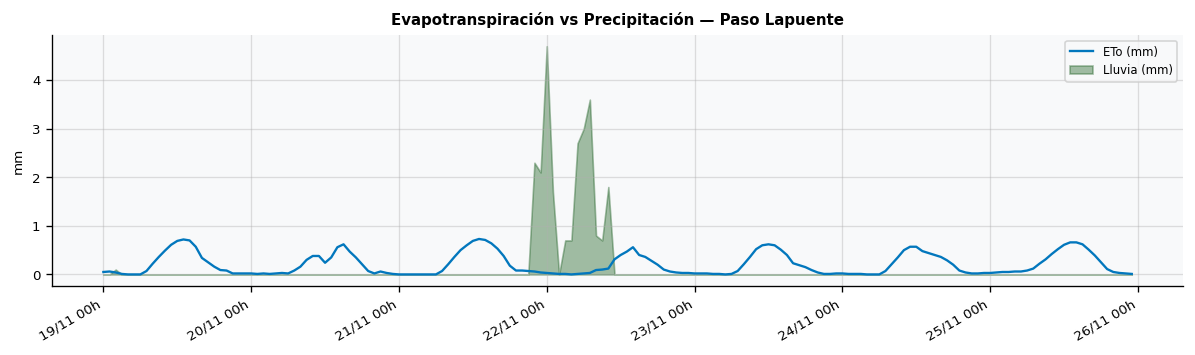 Evapotranspiración vs Precipitación — Paso Lapuente
ETo (mm)
Lluvia (mm)
mm
4
3
2
1
0
19/11 00h
20/11 00h
21/11 00h
22/11 00h
23/11 00h
24/11 00h
25/11 00h
26/11 00h